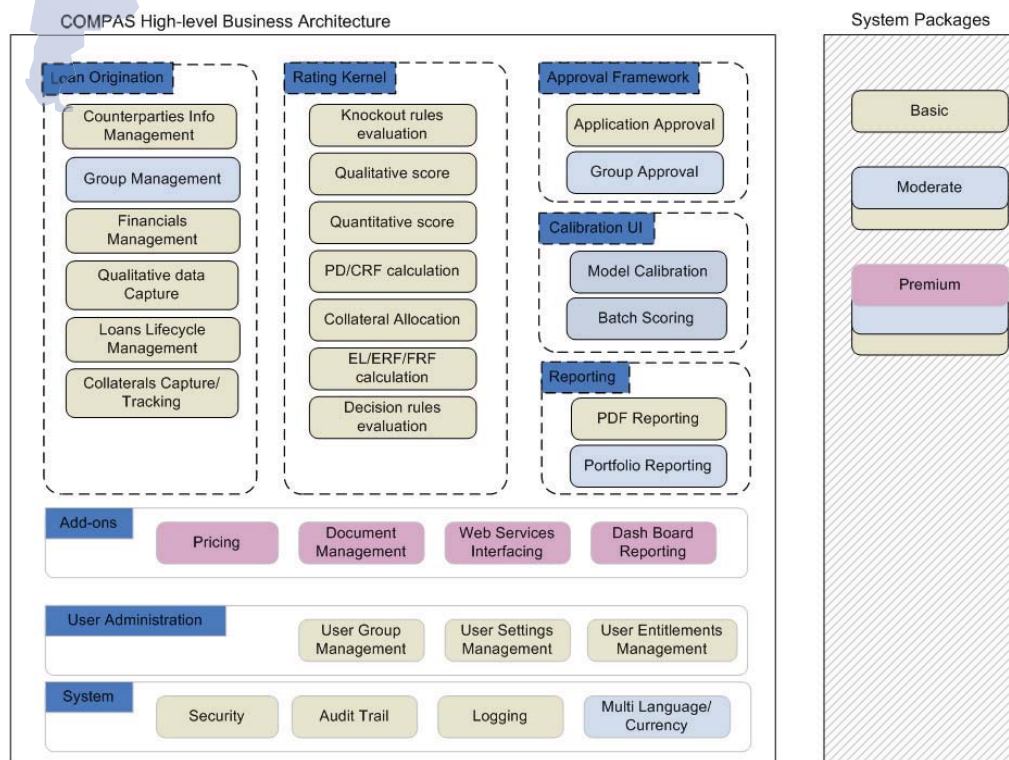 COMPAS High-level Business Architecture
System Packages
Loan Origination
Counterparties Info
Management
Group Management
Financials
Management
Qualitative data
Capture
Loans Lifecycle
Management
Collaterals Capture/
Tracking
Rating Kernel
Knockout rules
evaluation
Qualitative score
Quantitative score
PD/CRF calculation
Collateral Allocation
EL/ERF/FRF
calculation
Decision rules
evaluation
Approval Framework
Application Approval
Group Approval
Calibration UI
Model Calibration
Batch Scoring
Reporting
PDF Reporting
Portfolio Reporting
Add-ons
Pricing
Document
Management
Web Services
Interfacing
Dash Board
Reporting
User Administration
User Group
Management
User Settings
Management
User Entitlements
Management
System
Security
Audit Trail
Logging
Multi Language/
Currency
Basic
Moderate
Premium